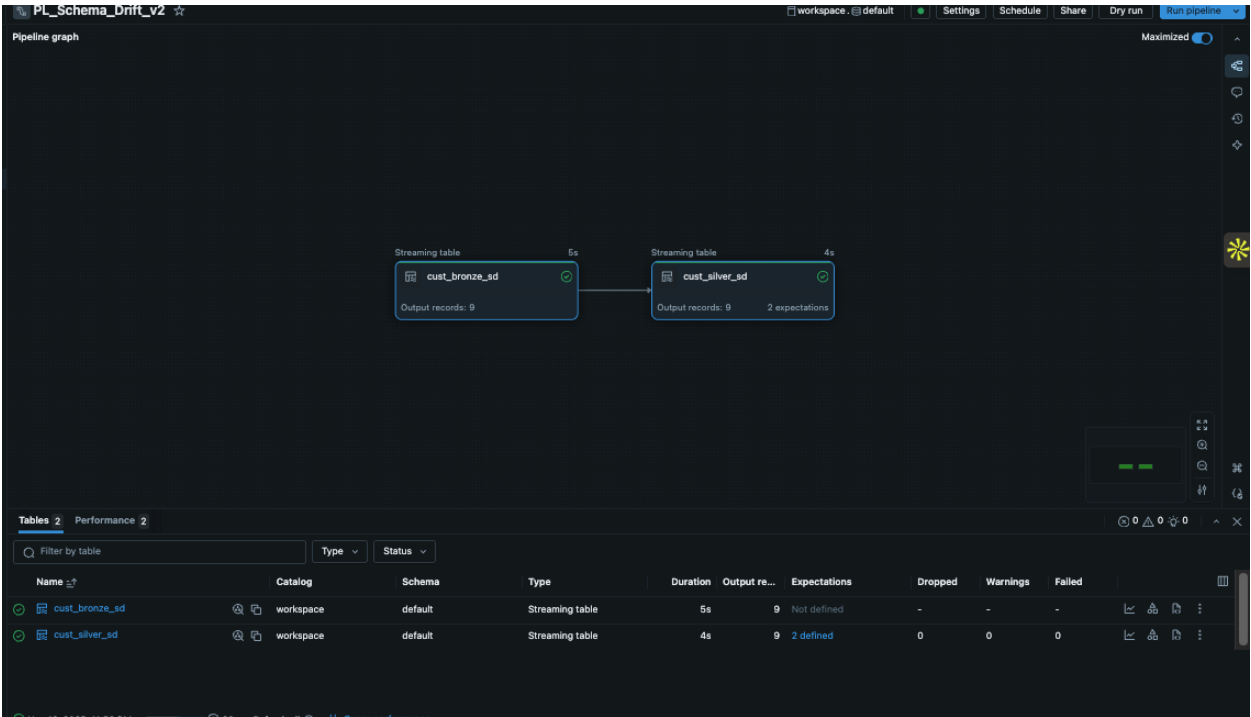 PL_Schema_Drift_v2
workspace . default Settings Schedule Share Dry run Run pipeline
Pipeline graph Maximized
Streaming table 5s
cust_bronze_sd
Output records: 9
Streaming table 4s
cust_silver_sd
Output records: 9 2 expectations
Tables 2 Performance 2 0 0 0
Filter by table Type Status
Name Catalog Schema Type Duration Output re... Expectations Dropped Warnings Failed
cust_bronze_sd workspace default Streaming table 5s 9 Not defined - - -
cust_silver_sd workspace default Streaming table 4s 9 2 defined 0 0 0